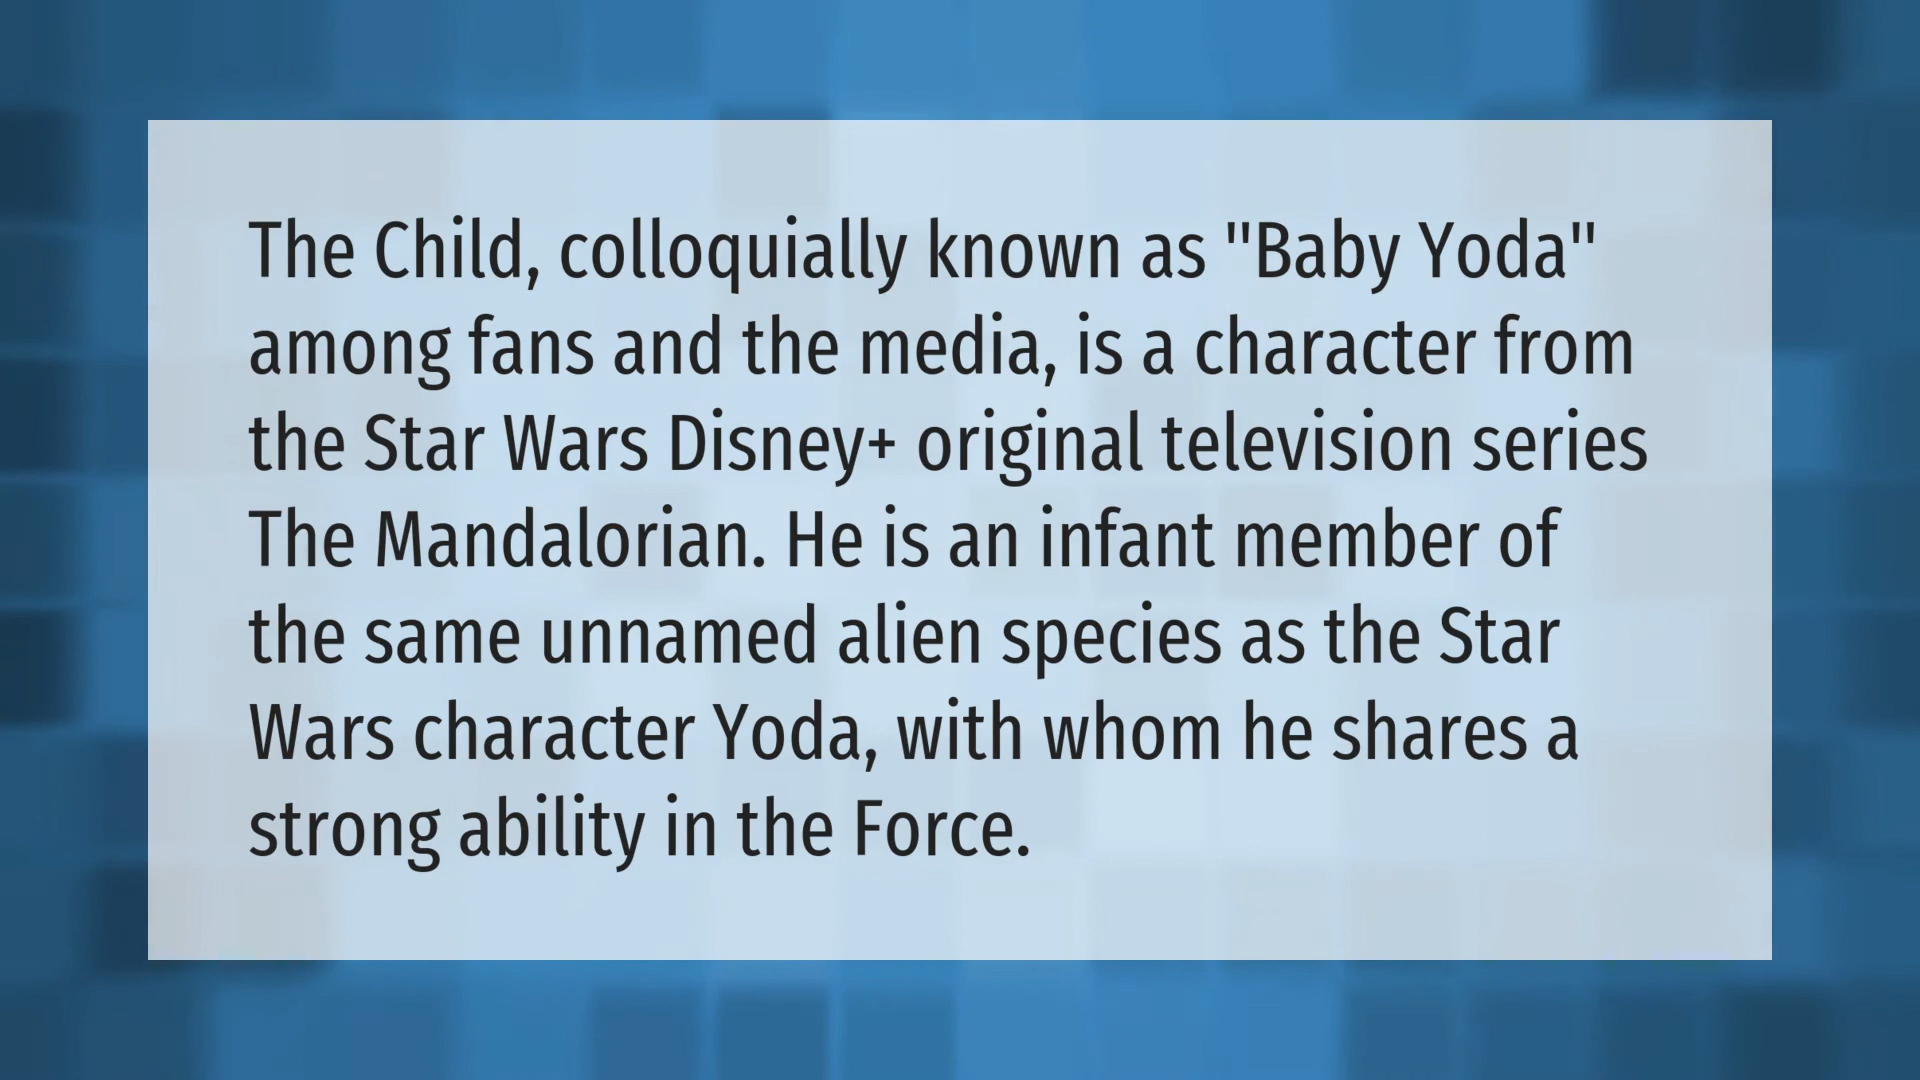 The Child, colloquially known as "Baby Yoda"
among fans and the media, is a character from
the Star Wars Disney+ original television series
The Mandalorian. He is an infant member of
the same unnamed alien species as the Star
Wars character Yoda, with whom he shares a
strong ability in the Force.